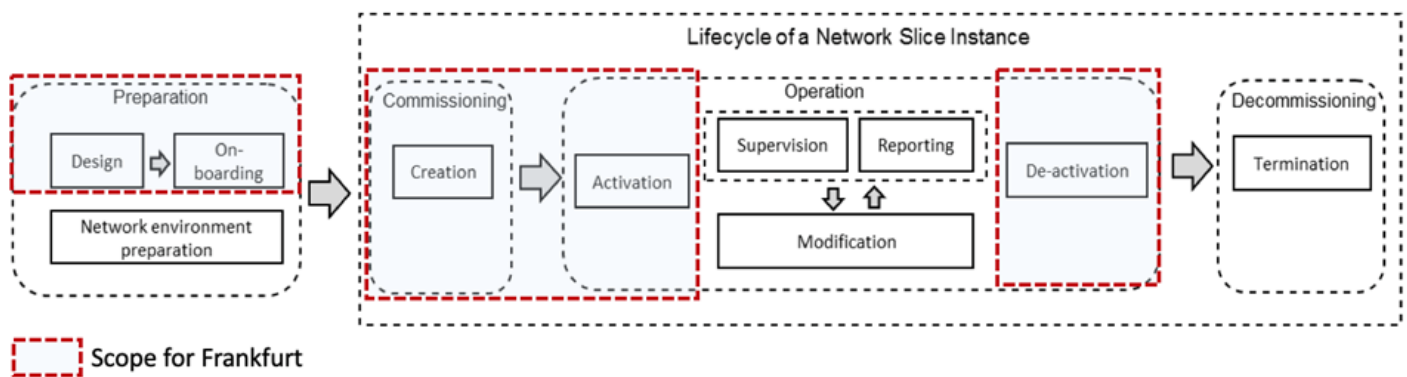 Lifecycle of a Network Slice Instance
Preparation
Design
On-
boarding
Network environment
preparation
Commissioning
Creation
Activation
Operation
Supervision
Reporting
Modification
De-activation
Decommissioning
Termination
Scope for Frankfurt